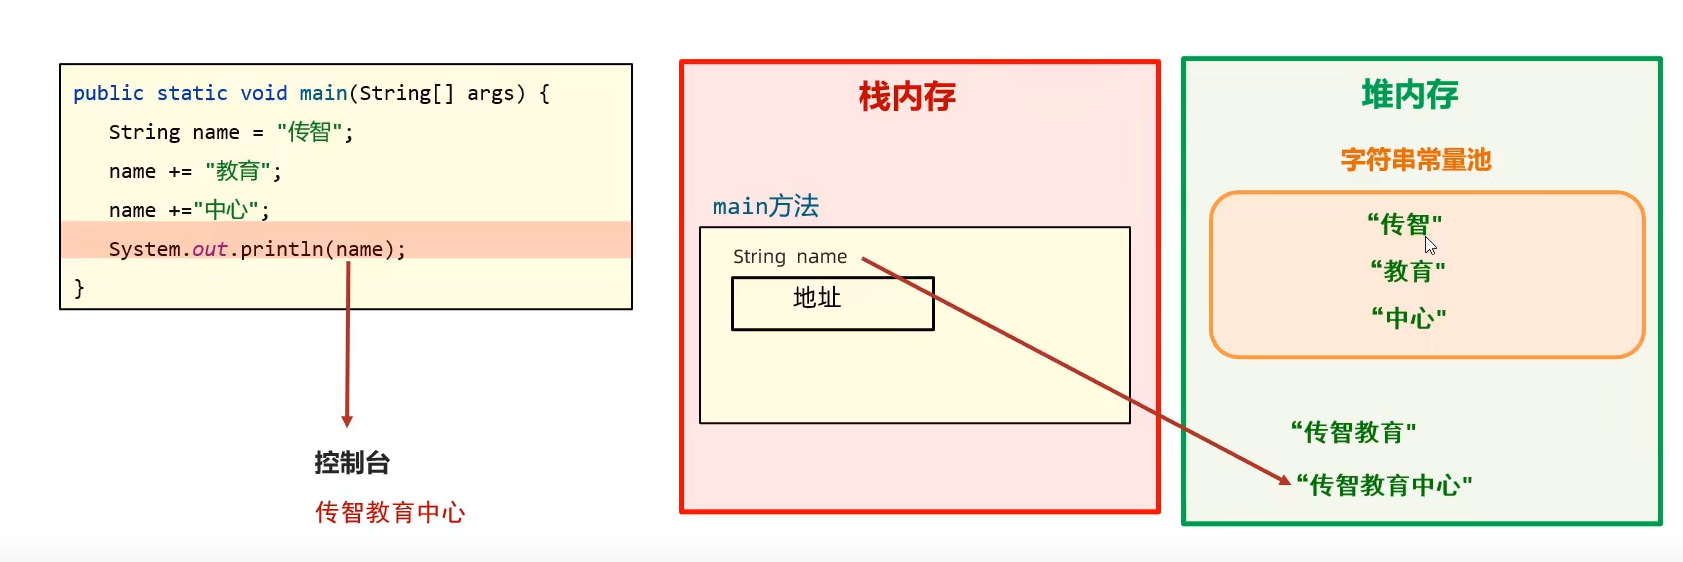 public static void main(String[] args) {
String name = "传智";
name += "教育";
name +="中心";
System.out.println(name);
}
控制台
传智教育中心
栈内存
main方法
String name
地址
堆内存
字符串常量池
“传智"
“教育"
“中心"
“传智教育"
“传智教育中心"